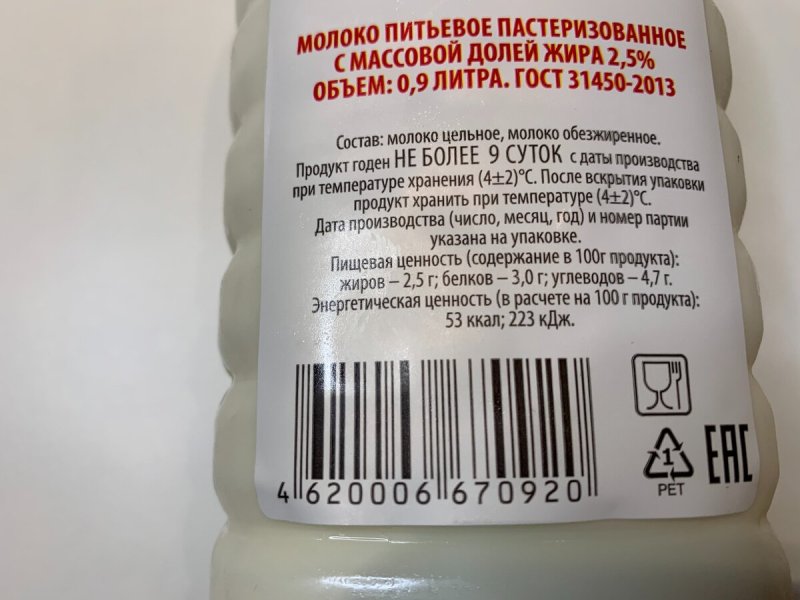 МОЛОКО ПИТЬЕВОЕ ПАСТЕРИЗОВАННОЕ
С МАССОВОЙ ДОЛЕЙ ЖИРА 2,5%
ОБЪЕМ: 0,9 ЛИТРА. ГОСТ 31450-2013
Состав: молоко цельное, молоко обезжиренное.
Продукт годен НЕ БОЛЕЕ 9 СУТОК с даты производства
при температуре хранения (4±2)°С. После вскрытия упаковки
продукт хранить при температуре (4±2)°С.
Дата производства (число, месяц, год) и номер партии
указана на упаковке.
Пищевая ценность (содержание в 100г продукта):
жиров – 2,5 г; белков – 3,0 г; углеводов – 4,7 г.
Энергетическая ценность (в расчете на 100 г продукта):
53 ккал; 223 кДж.
1
PET
EAC
4 620006 670920